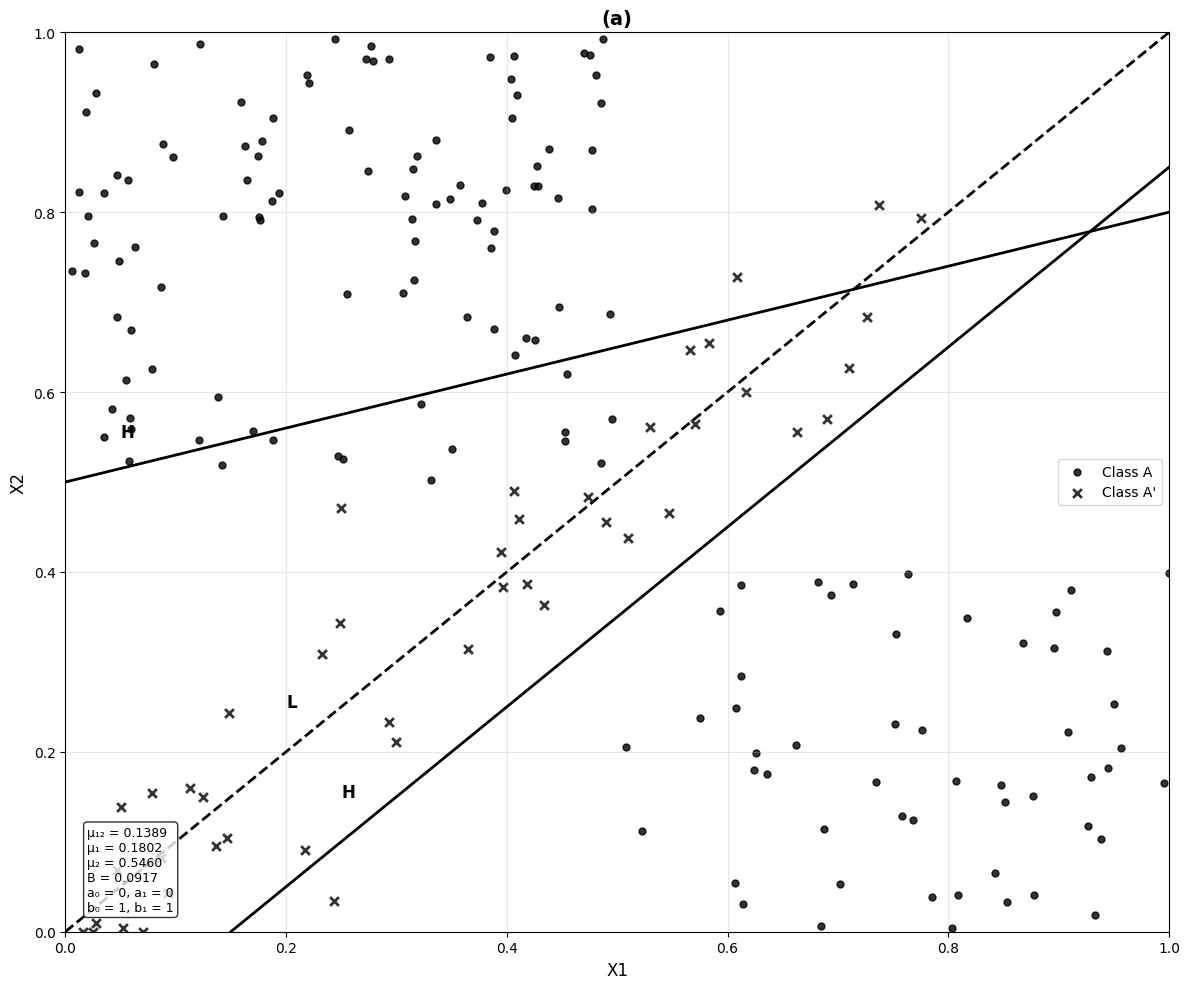 (a)
1.0
0.8
X2
0.6
H
Class A
Class A'
0.4
L
0.2
H
μ₁₂ = 0.1389
μ₁ = 0.1802
μ₂ = 0.5460
B = 0.0917
a₀ = 0, a₁ = 0
b₀ = 1, b₁ = 1
0.0
0.0 0.2 0.4 0.6 0.8 1.0
X1